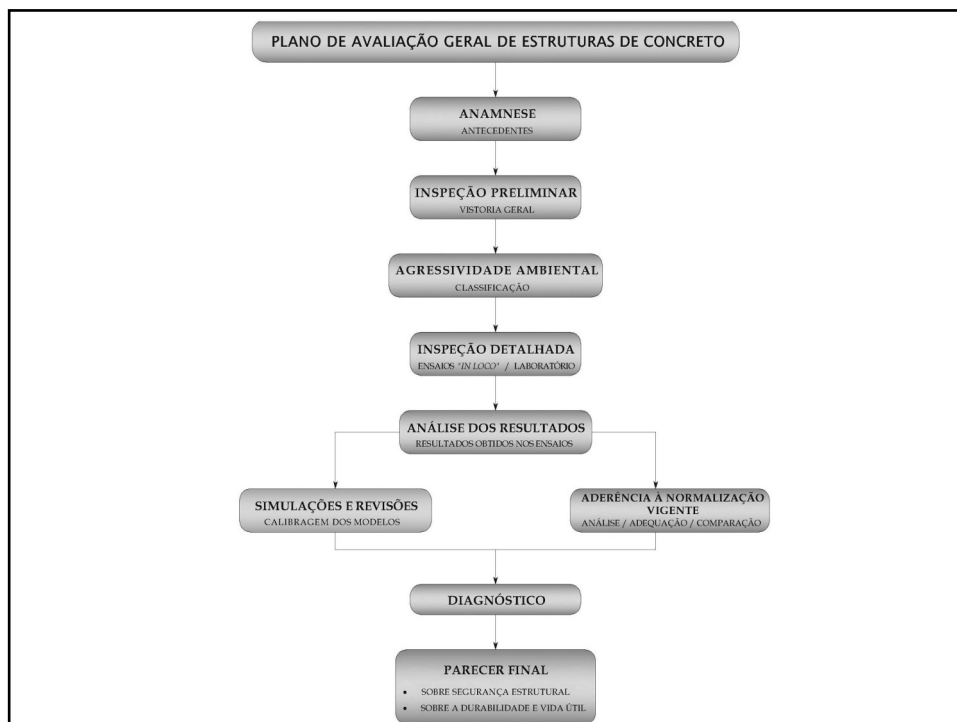 PLANO DE AVALIAÇÃO GERAL DE ESTRUTURAS DE CONCRETO
ANAMNESE
ANTECEDENTES
INSPEÇÃO PRELIMINAR
VISTORIA GERAL
AGRESSIVIDADE AMBIENTAL
CLASSIFICAÇÃO
INSPEÇÃO DETALHADA
ENSAIOS "IN LOCO" / LABORATÓRIO
ANÁLISE DOS RESULTADOS
RESULTADOS OBTIDOS NOS ENSAIOS
SIMULAÇÕES E REVISÕES
CALIBRAGEM DOS MODELOS
ADERÊNCIA À NORMALIZAÇÃO
VIGENTE
ANÁLISE / ADEQUAÇÃO / COMPARAÇÃO
DIAGNÓSTICO
PARECER FINAL
• SOBRE SEGURANÇA ESTRUTURAL
• SOBRE A DURABILIDADE E VIDA ÚTIL